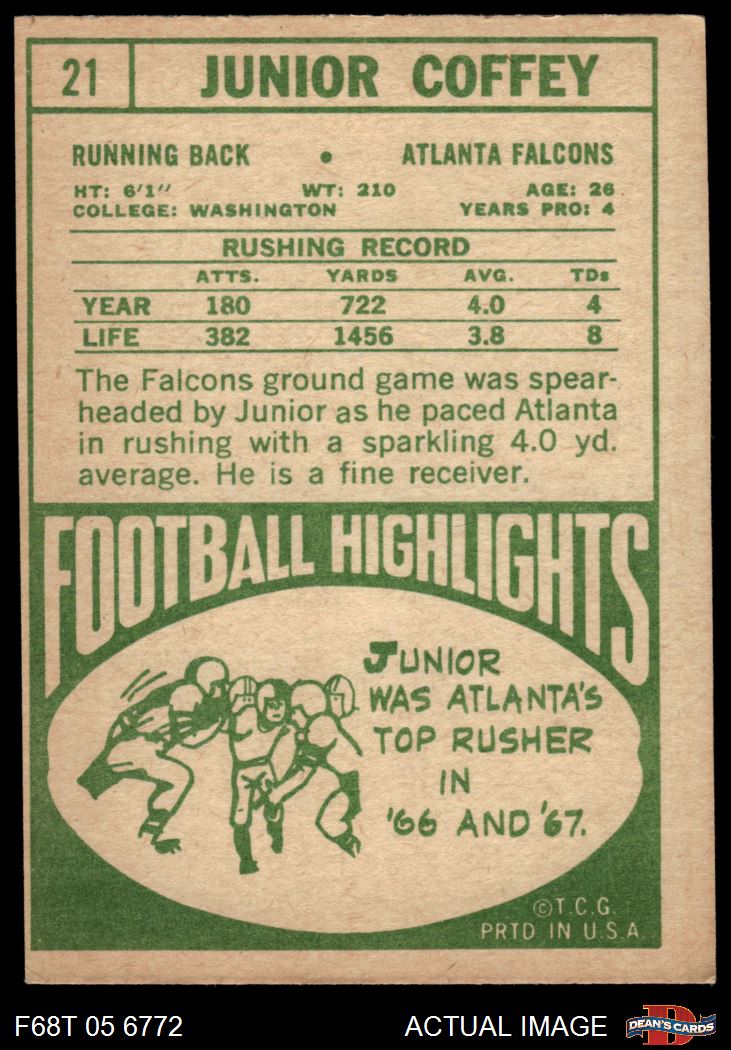 21 JUNIOR COFFEY
RUNNING BACK • ATLANTA FALCONS
HT: 6'1" WT: 210 AGE: 26
COLLEGE: WASHINGTON YEARS PRO: 4
RUSHING RECORD
ATTS. YARDS AVG. TDs
YEAR 180 722 4.0 4
LIFE 382 1456 3.8 8
The Falcons ground game was spear-
headed by Junior as he paced Atlanta
in rushing with a sparkling 4.0 yd.
average. He is a fine receiver.
FOOTBALL HIGHLIGHTS
JUNIOR
WAS ATLANTA'S
TOP RUSHER
IN
'66 AND '67.
©T.C.G.
PRTD. IN U.S.A.
F68T 05 6772 ACTUAL IMAGE DEAN'S CARDS